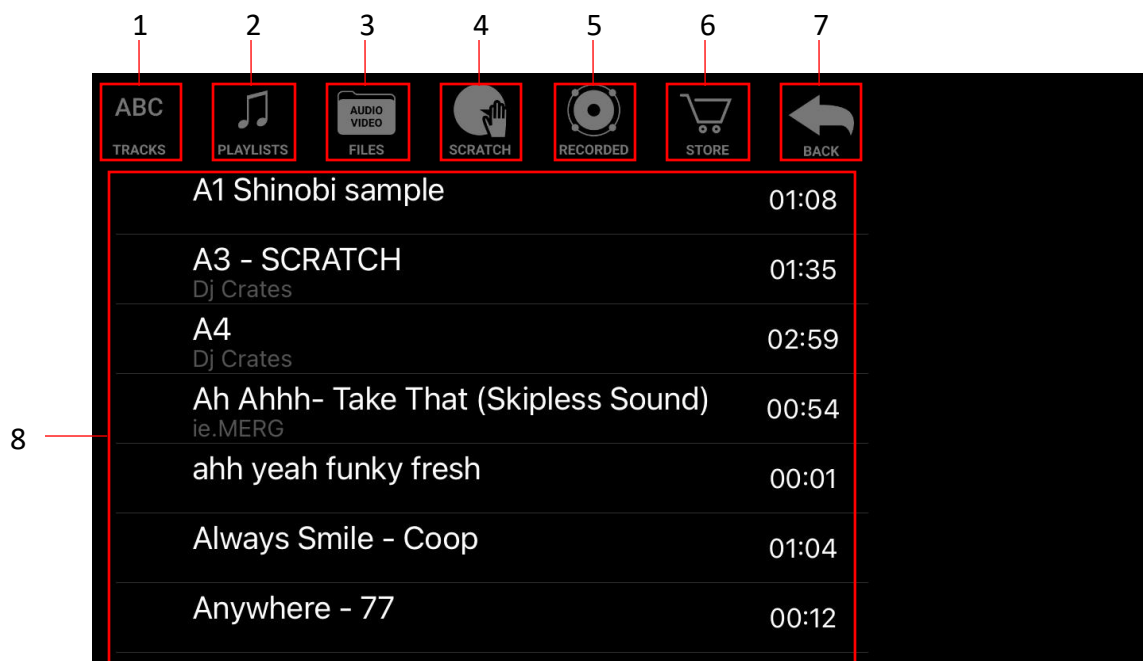 1 2 3 4 5 6 7
ABC AUDIO
VIDEO
TRACKS PLAYLISTS FILES SCRATCH RECORDED STORE BACK
A1 Shinobi sample 01:08
A3 - SCRATCH 01:35
Dj Crates
A4 02:59
Dj Crates
Ah Ahhh- Take That (Skipless Sound) 00:54
ie.MERG
8
ahh yeah funky fresh 00:01
Always Smile - Coop 01:04
Anywhere - 77 00:12